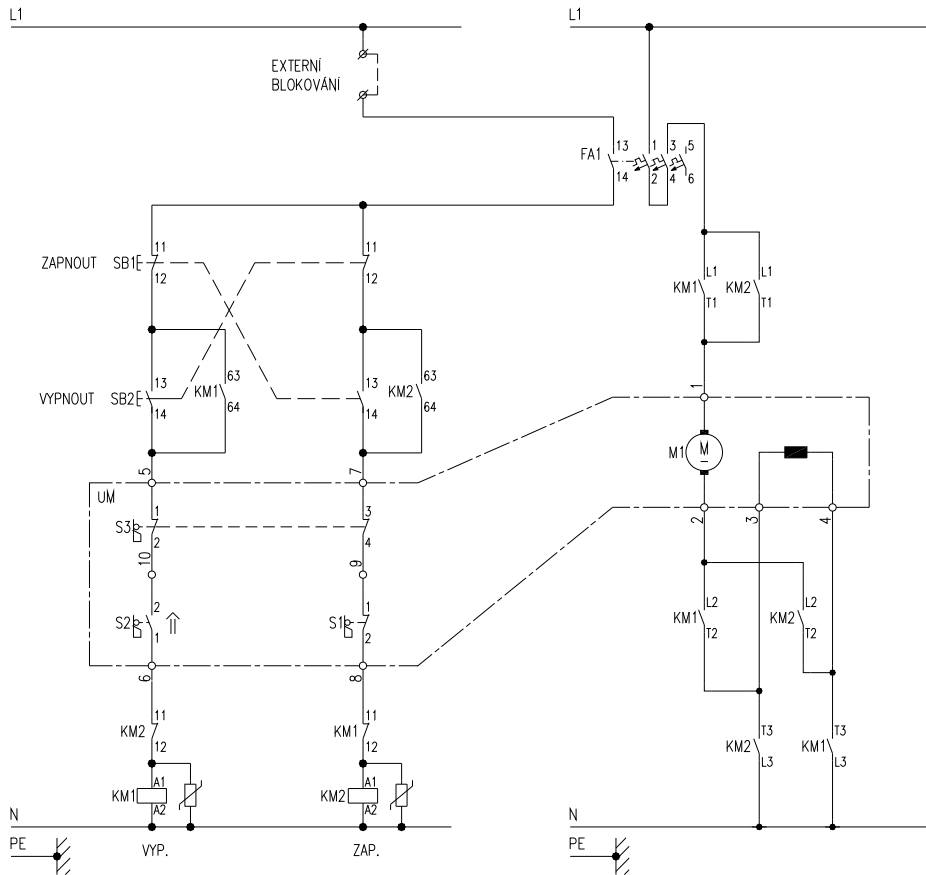 L1
L1
EXTERNÍ
BLOKOVÁNÍ
FA1
13
14
1
3
5
2
4
6
ZAPNOUT SB1
11
12
11
12
KM1
L1
T1
KM2
L1
T1
VYPNOUT SB2
13
14
KM1
63
64
13
14
KM2
63
64
1
M1
M
5
7
UM
S3
1
2
3
4
10
9
2
3
4
S2
2
1
S1
1
2
KM1
L2
T2
KM2
L2
T2
6
8
KM2
11
12
KM1
11
12
KM2
T3
L3
KM1
T3
L3
KM1
A1
A2
KM2
A1
A2
N
N
PE
VYP.
ZAP.
PE